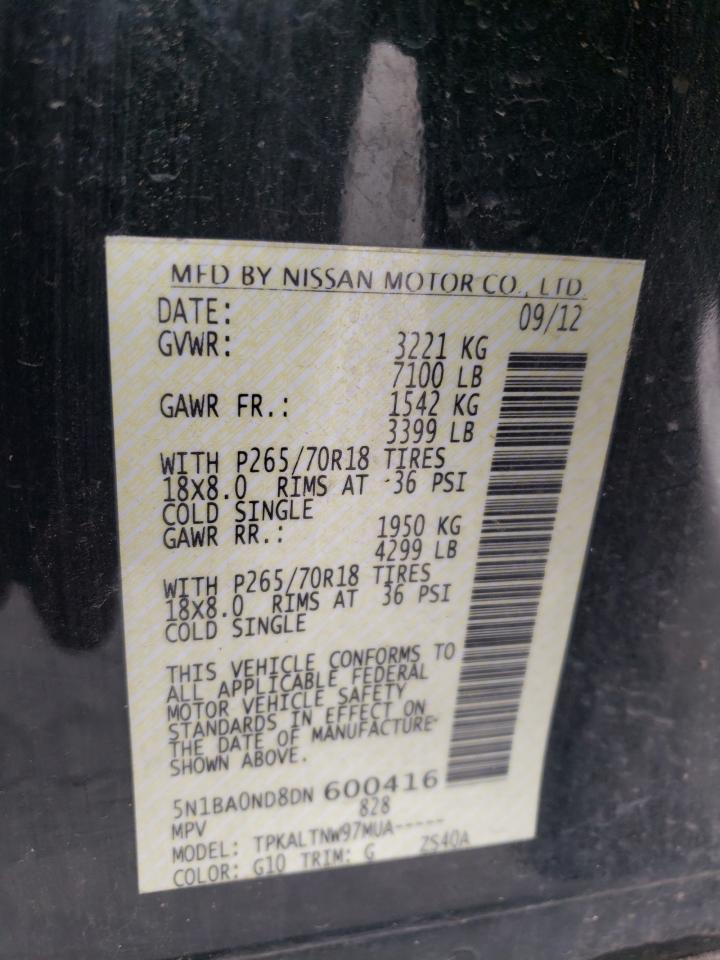 MFD BY NISSAN MOTOR CO., LTD.
DATE: 09/12
GVWR: 3221 KG
7100 LB
GAWR FR.: 1542 KG
3399 LB
WITH P265/70R18 TIRES
18X8.0 RIMS AT 36 PSI
COLD SINGLE
GAWR RR.: 1950 KG
4299 LB
WITH P265/70R18 TIRES
18X8.0 RIMS AT 36 PSI
COLD SINGLE
THIS VEHICLE CONFORMS TO
ALL APPLICABLE FEDERAL
MOTOR VEHICLE SAFETY
STANDARDS IN EFFECT ON
THE DATE OF MANUFACTURE
SHOWN ABOVE.
5N1BA0ND8DN 600416
MPV 828
MODEL: TPKALTNW97MUA-----
COLOR: G10 TRIM: G ZS40A